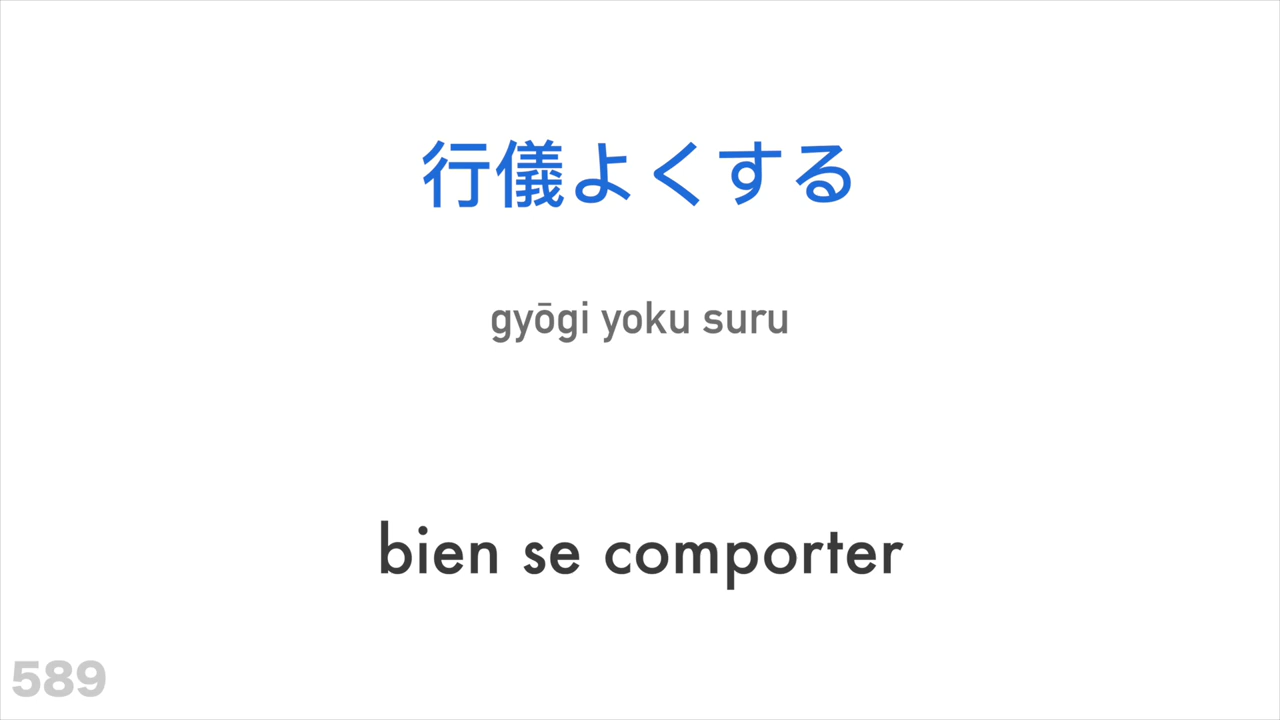 行儀よくする
gyōgi yoku suru
bien se comporter
589